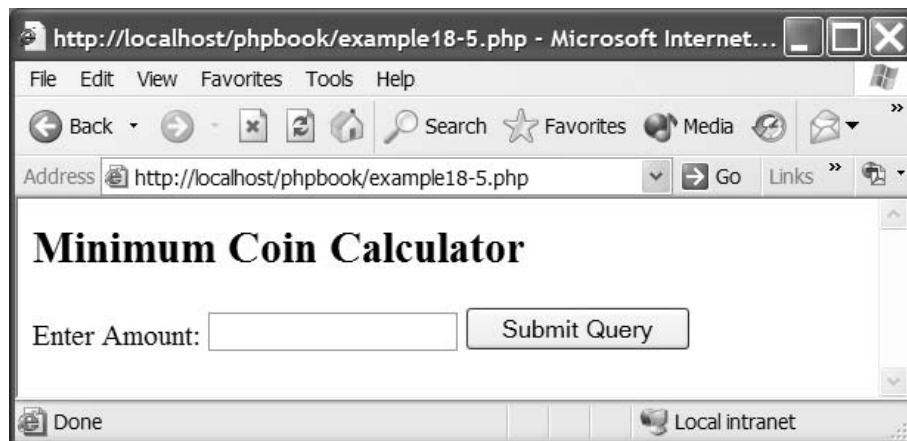 http://localhost/phpbook/example18-5.php - Microsoft Internet...
File Edit View Favorites Tools Help
Back Search Favorites Media »
Address http://localhost/phpbook/example18-5.php Go Links »
Minimum Coin Calculator
Enter Amount: Submit Query
Done Local intranet